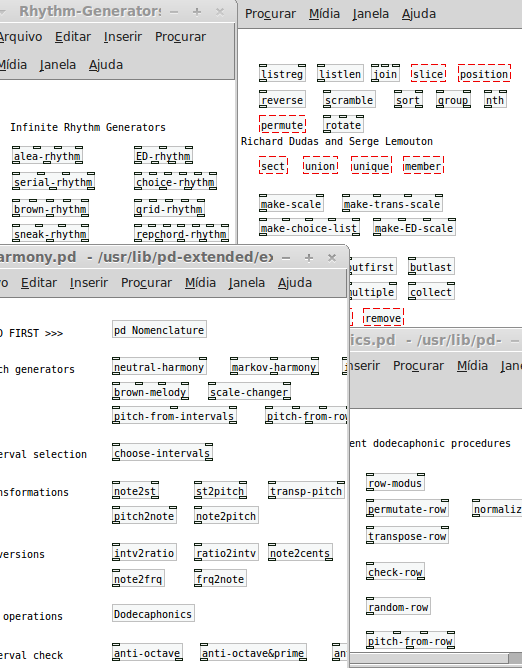 Rhythm-Generators
Arquivo Editar Inserir Procurar
Mídia Janela Ajuda
Infinite Rhythm Generators
alea-rhythm ED-rhythm
serial-rhythm choice-rhythm
brown-rhythm grid-rhythm
sneak-rhythm repchord-rhythm
Procurar Mídia Janela Ajuda
listreg listlen join slice position
reverse scramble sort group nth
permute rotate
Richard Dudas and Serge Lemouton
sect union unique member
make-scale make-trans-scale
make-choice-list make-ED-scale
utfirst butlast
ultiple collect
remove
armony.pd - /usr/lib/pd-extended/ex
vo Editar Inserir Procurar Mídia Janela Ajuda
O FIRST >>> pd Nomenclature
ch generators neutral-harmony markov-harmony
brown-melody scale-changer
pitch-from-intervals pitch-from-row
erval selection choose-intervals
nsformations note2st st2pitch transp-pitch
pitch2note note2pitch
versions intv2ratio ratio2intv note2cents
note2frq frq2note
operations Dodecaphonics
erval check anti-octave anti-octave&prime an
ics.pd - /usr/lib/pd-
nserir Procurar Mídia Jane
ent dodecaphonic procedures
row-modus
permutate-row normaliz
transpose-row
check-row
random-row
pitch-from-row